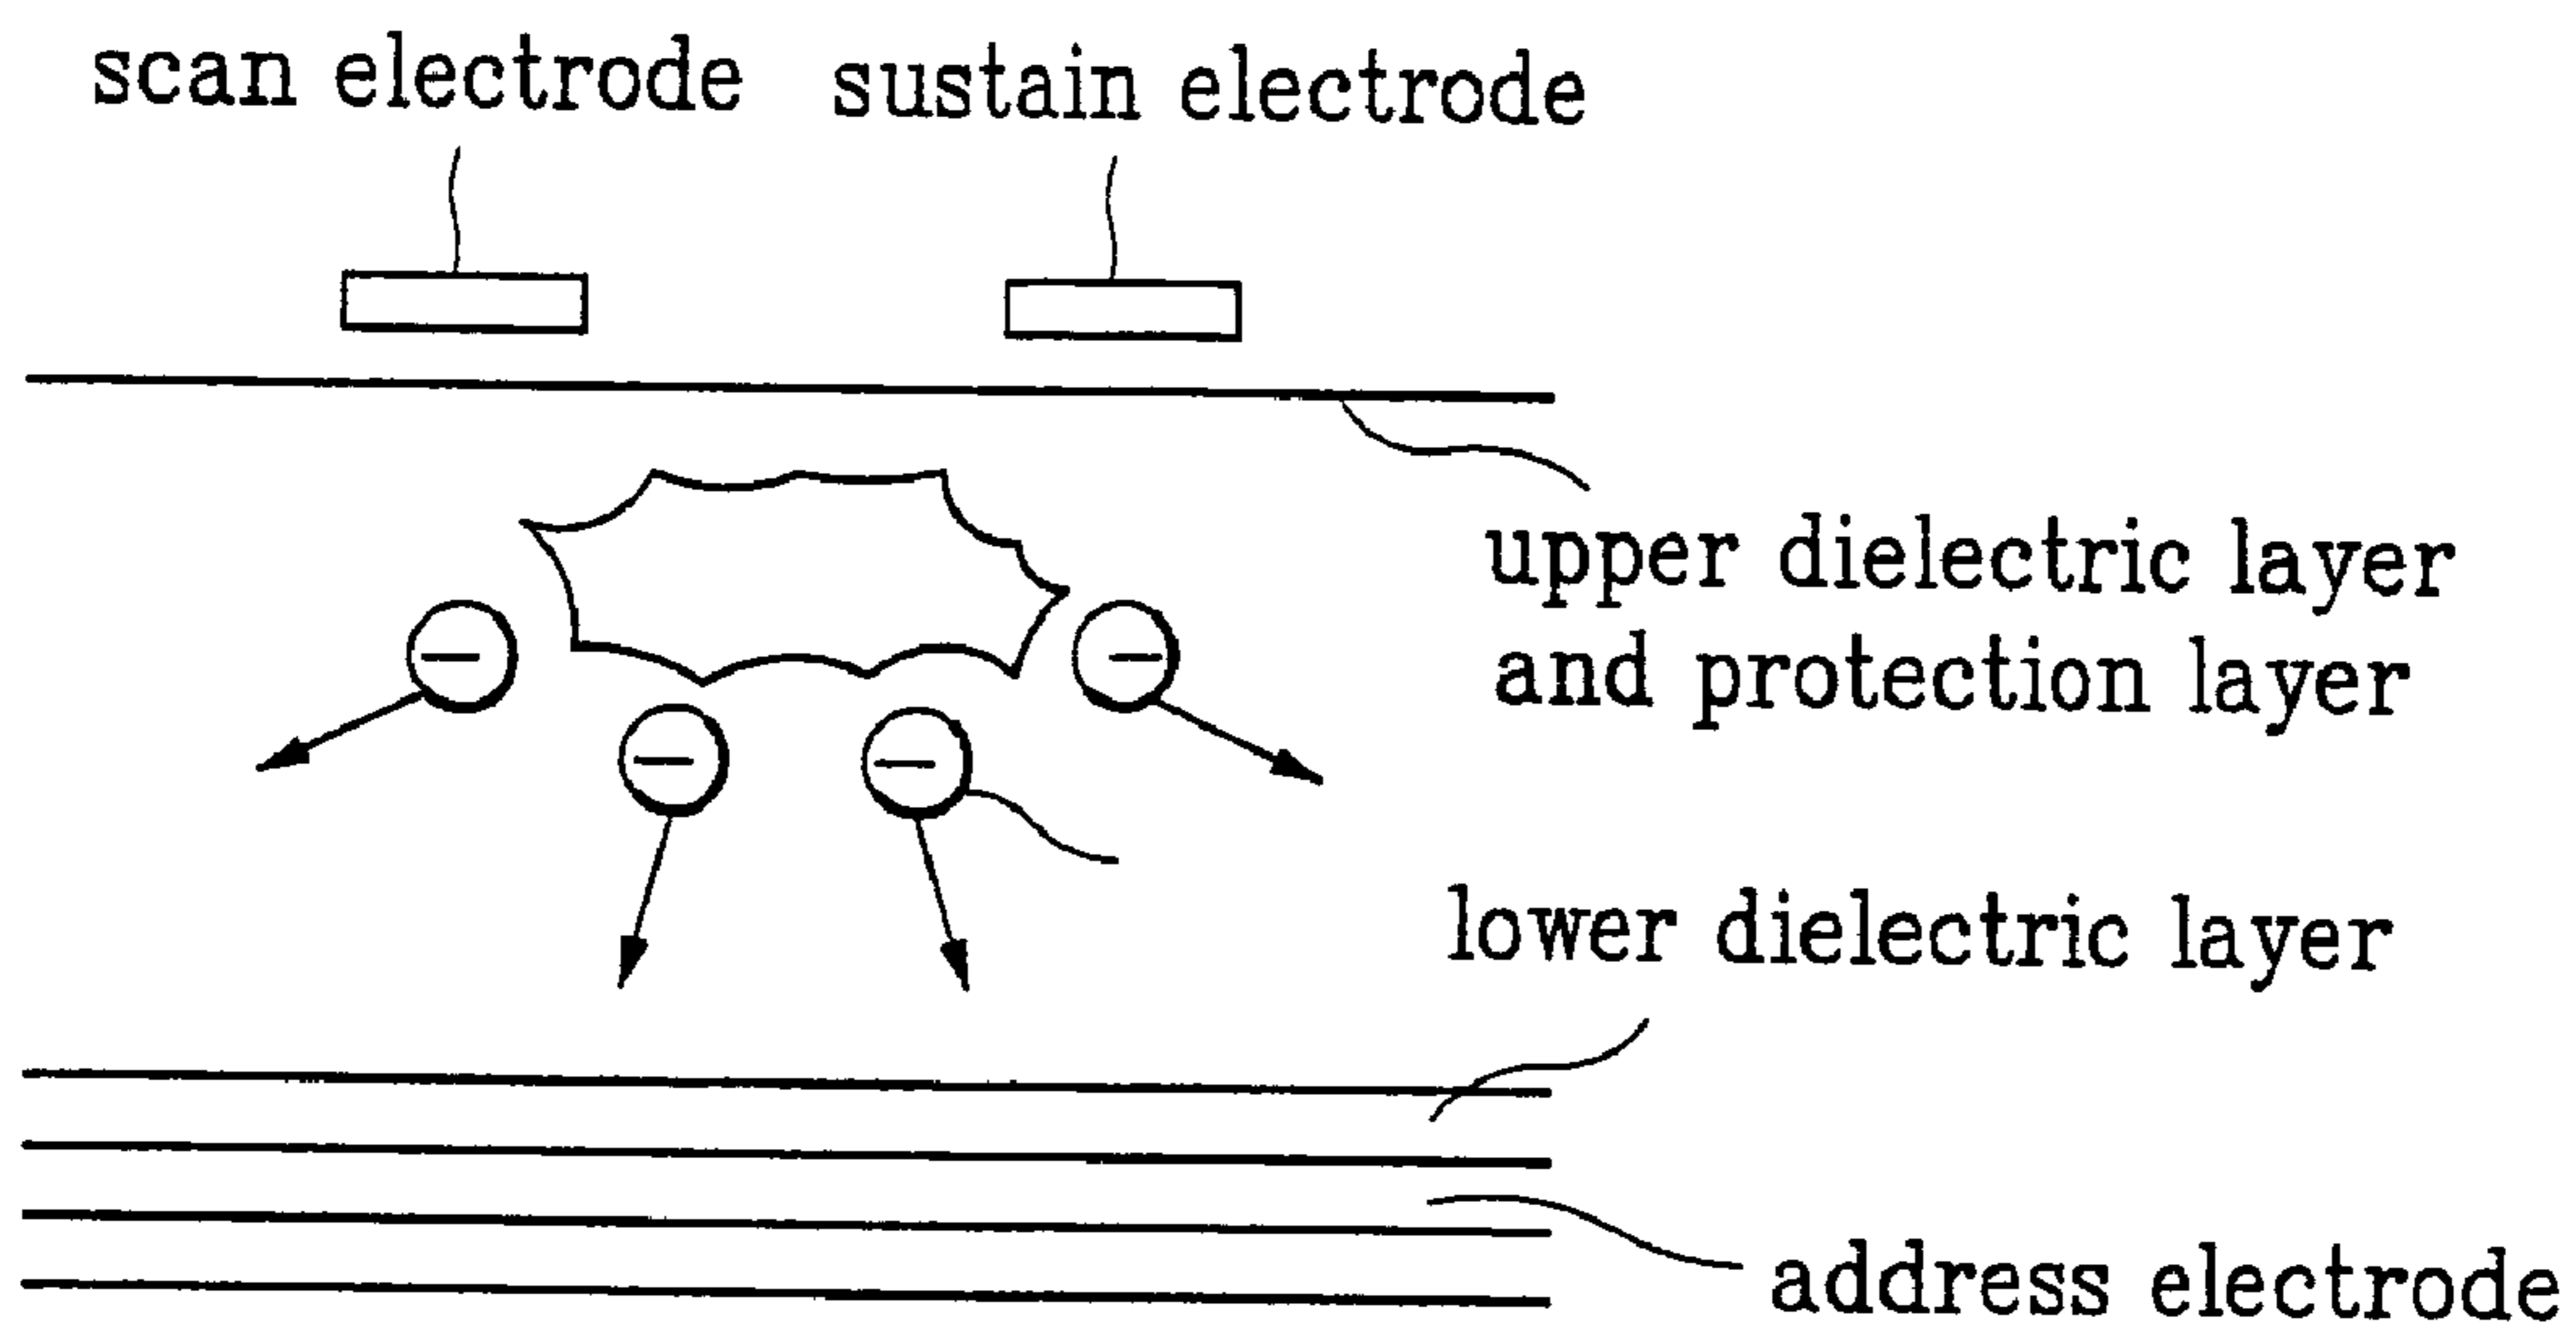 scan electrode sustain electrode
upper dielectric layer
and protection layer
lower dielectric layer
address electrode